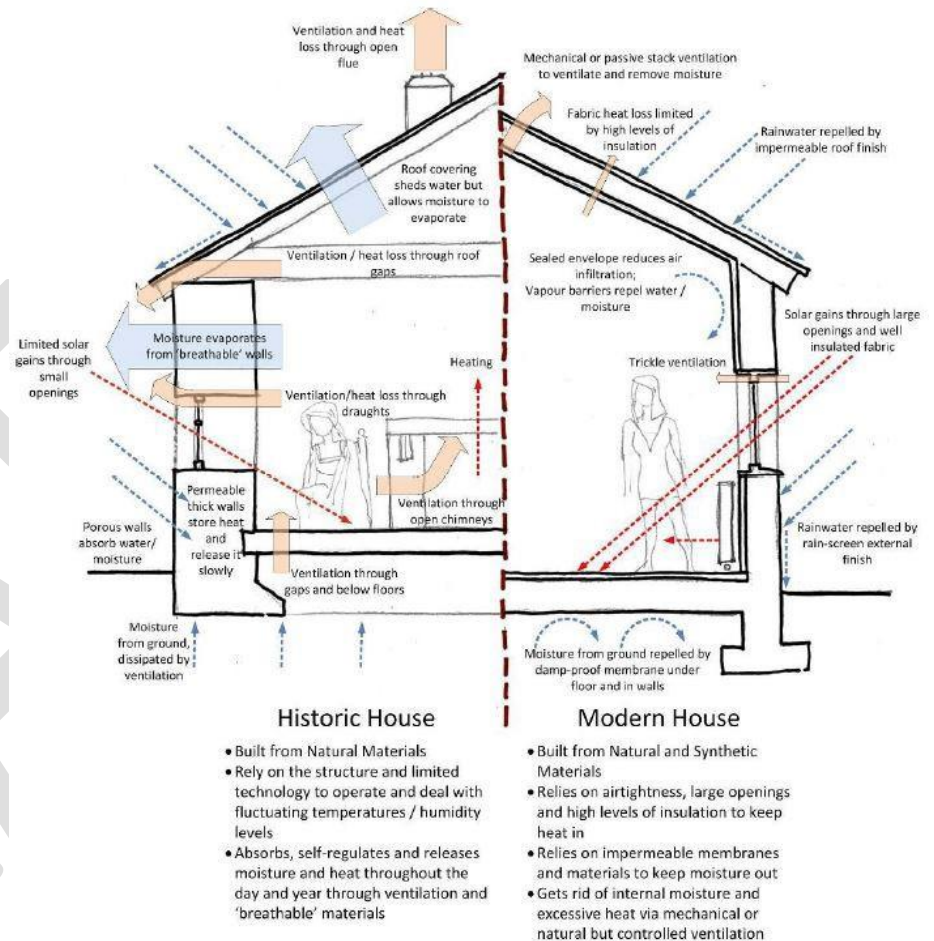 Ventilation and heat
loss through open
flue
Mechanical or passive stack ventilation
to ventilate and remove moisture
Fabric heat loss limited
by high levels of
insulation
Rainwater repelled by
impermeable roof finish
Roof covering
sheds water but
allows moisture to
evaporate
Ventilation / heat loss through roof
gaps
Sealed envelope reduces air
infiltration;
Vapour barriers repel water /
moisture
Solar gains through large
openings and well
insulated fabric
Limited solar
gains through
small
openings
Moisture evaporates
from 'breathable' walls
Heating
Trickle ventilation
Ventilation/heat loss through
draughts
Permeable
thick walls
store heat
and
release it
slowly
Ventilation through
open chimneys
Porous walls
absorb water/
moisture
Rainwater repelled by
rain-screen external
finish
Ventilation through
gaps and below floors
Moisture
from ground,
dissipated by
ventilation
Moisture from ground repelled by
damp-proof membrane under
floor and in walls
Historic House
• Built from Natural Materials
• Rely on the structure and limited
technology to operate and deal with
fluctuating temperatures / humidity
levels
• Absorbs, self-regulates and releases
moisture and heat throughout the
day and year through ventilation and
'breathable' materials
Modern House
• Built from Natural and Synthetic
Materials
• Relies on airtightness, large openings
and high levels of insulation to keep
heat in
• Relies on impermeable membranes
and materials to keep moisture out
• Gets rid of internal moisture and
excessive heat via mechanical or
natural but controlled ventilation